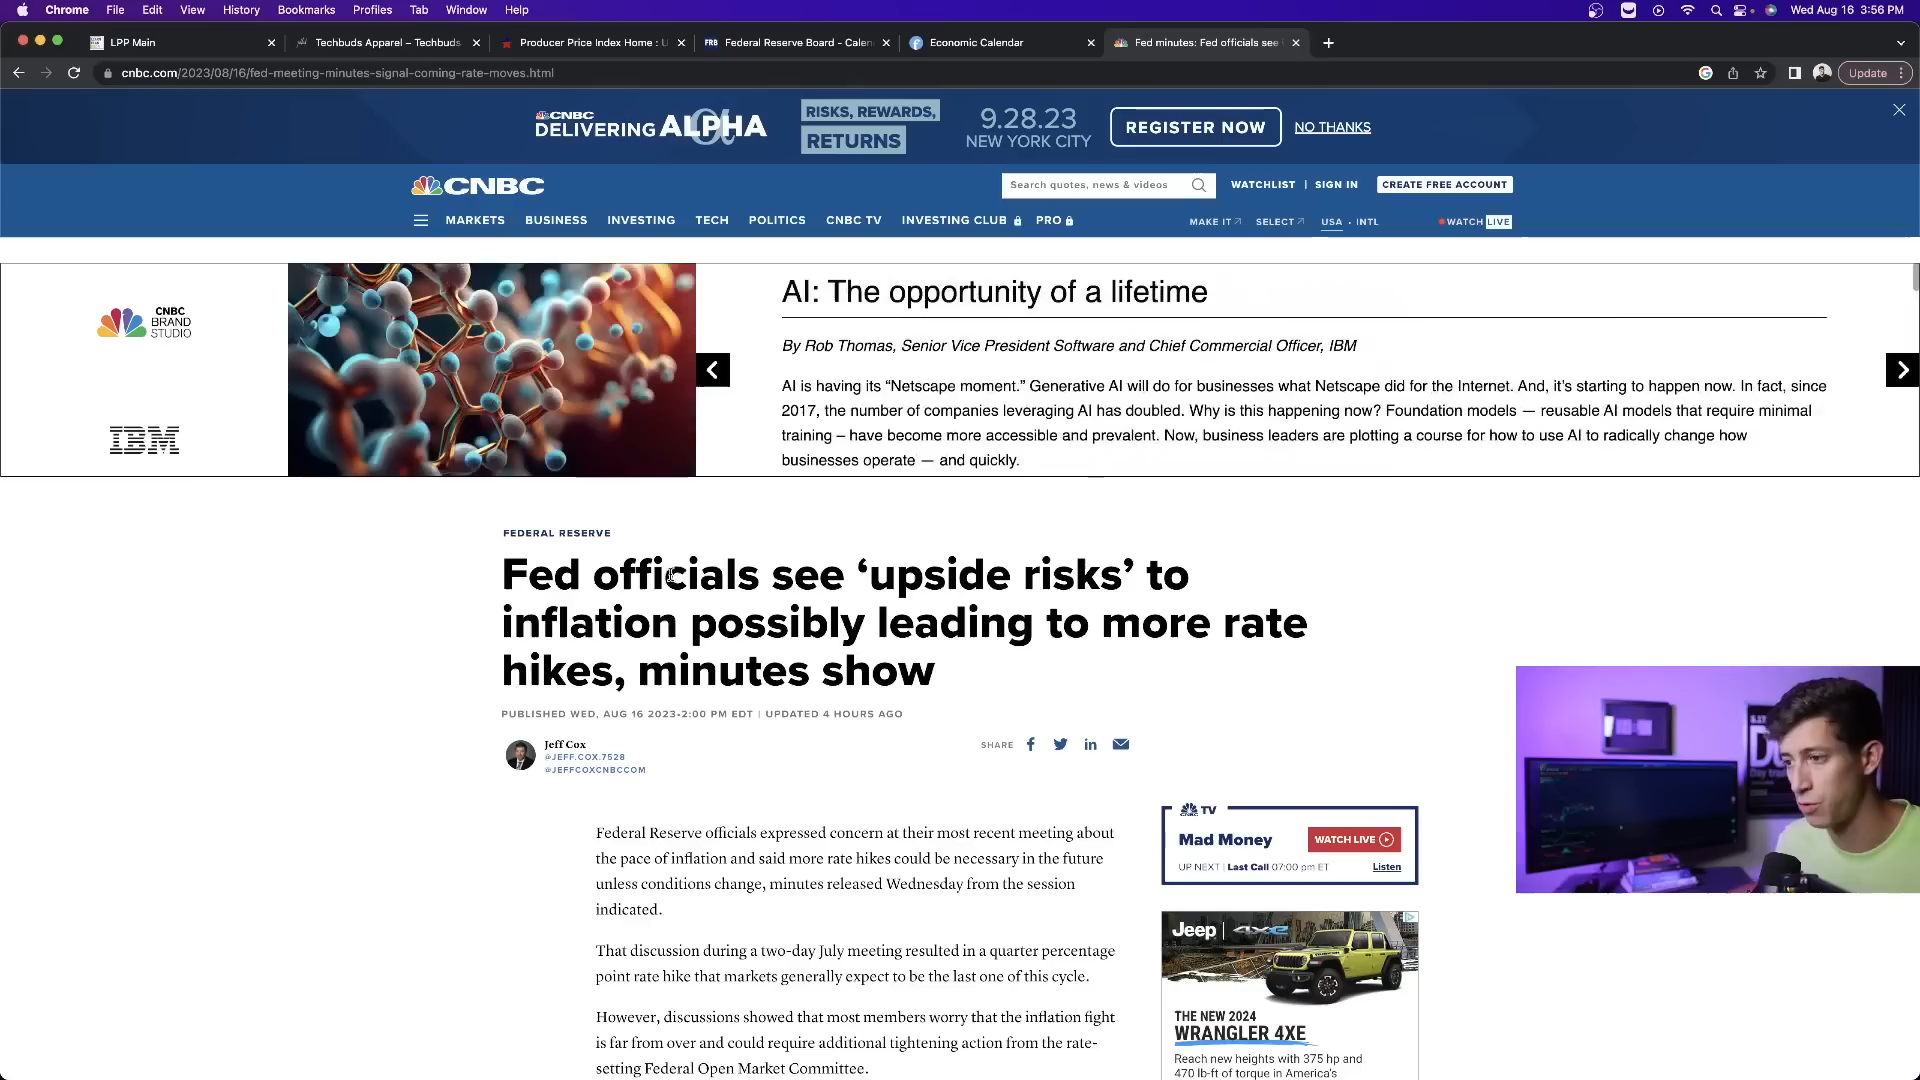 Chrome File Edit View History Bookmarks Profiles Tab Window Help Wed Aug 16 3:56 PM
LPP Main
Techbuds Apparel – Techbuds
Producer Price Index Home : U
FRB Federal Reserve Board - Calen
Economic Calendar
Fed minutes: Fed officials see
cnbc.com/2023/08/16/fed-meeting-minutes-signal-coming-rate-moves.html
Update
CNBC
DELIVERING ALPHA
RISKS, REWARDS,
RETURNS
9.28.23
NEW YORK CITY
REGISTER NOW
NO THANKS
CNBC
Search quotes, news & videos
WATCHLIST | SIGN IN
CREATE FREE ACCOUNT
MARKETS BUSINESS INVESTING TECH POLITICS CNBC TV INVESTING CLUB PRO
MAKE IT SELECT USA • INTL WATCH LIVE
CNBC
BRAND
STUDIO
IBM
AI: The opportunity of a lifetime
By Rob Thomas, Senior Vice President Software and Chief Commercial Officer, IBM
AI is having its “Netscape moment.” Generative AI will do for businesses what Netscape did for the Internet. And, it’s starting to happen now. In fact, since
2017, the number of companies leveraging AI has doubled. Why is this happening now? Foundation models — reusable AI models that require minimal
training – have become more accessible and prevalent. Now, business leaders are plotting a course for how to use AI to radically change how
businesses operate — and quickly.
FEDERAL RESERVE
Fed officials see ‘upside risks’ to
inflation possibly leading to more rate
hikes, minutes show
PUBLISHED WED, AUG 16 2023•2:00 PM EDT | UPDATED 4 HOURS AGO
Jeff Cox
@JEFF.COX.7528
@JEFFCOXCNBCCOM
SHARE
Federal Reserve officials expressed concern at their most recent meeting about
the pace of inflation and said more rate hikes could be necessary in the future
unless conditions change, minutes released Wednesday from the session
indicated.
That discussion during a two-day July meeting resulted in a quarter percentage
point rate hike that markets generally expect to be the last one of this cycle.
However, discussions showed that most members worry that the inflation fight
is far from over and could require additional tightening action from the rate-
setting Federal Open Market Committee.
CNBC TV
Mad Money
WATCH LIVE
UP NEXT | Last Call 07:00 pm ET
Listen
Jeep | 4xe
THE NEW 2024
WRANGLER 4XE
Reach new heights with 375 hp and
470 lb-ft of torque in America's